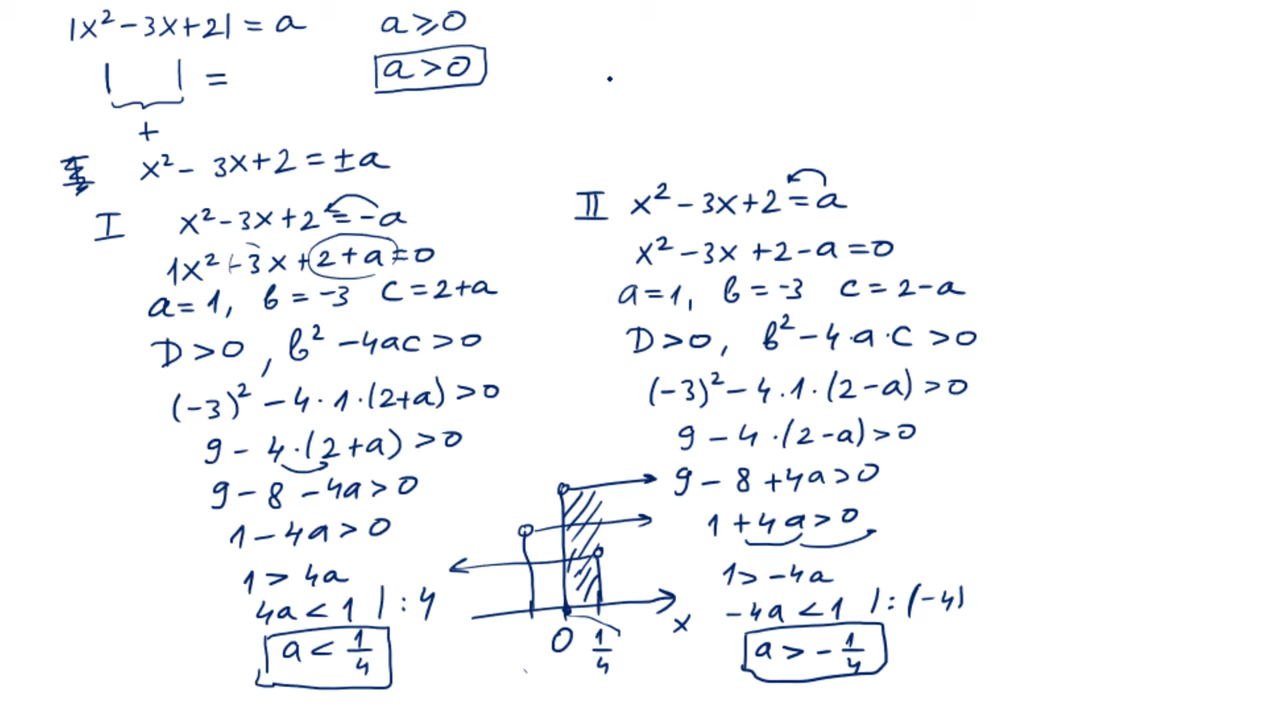 |x² - 3x + 2| = a a ≥ 0
| | = a > 0
+
x² - 3x + 2 = ±a
I x² - 3x + 2 = -a
1x² - 3x + 2 + a = 0
a = 1, в = -3 c = 2 + a
D > 0, в² - 4ac > 0
(-3)² - 4 · 1 · (2 + a) > 0
9 - 4 · (2 + a) > 0
9 - 8 - 4a > 0
1 - 4a > 0
1 > 4a
4a < 1 | : 4
a < 1/4
0 1/4 x
II x² - 3x + 2 = a
x² - 3x + 2 - a = 0
a = 1, в = -3 c = 2 - a
D > 0, в² - 4 · a · c > 0
(-3)² - 4 · 1 · (2 - a) > 0
9 - 4 · (2 - a) > 0
9 - 8 + 4a > 0
1 + 4a > 0
1 > -4a
-4a < 1 | : (-4)
a > - 1/4